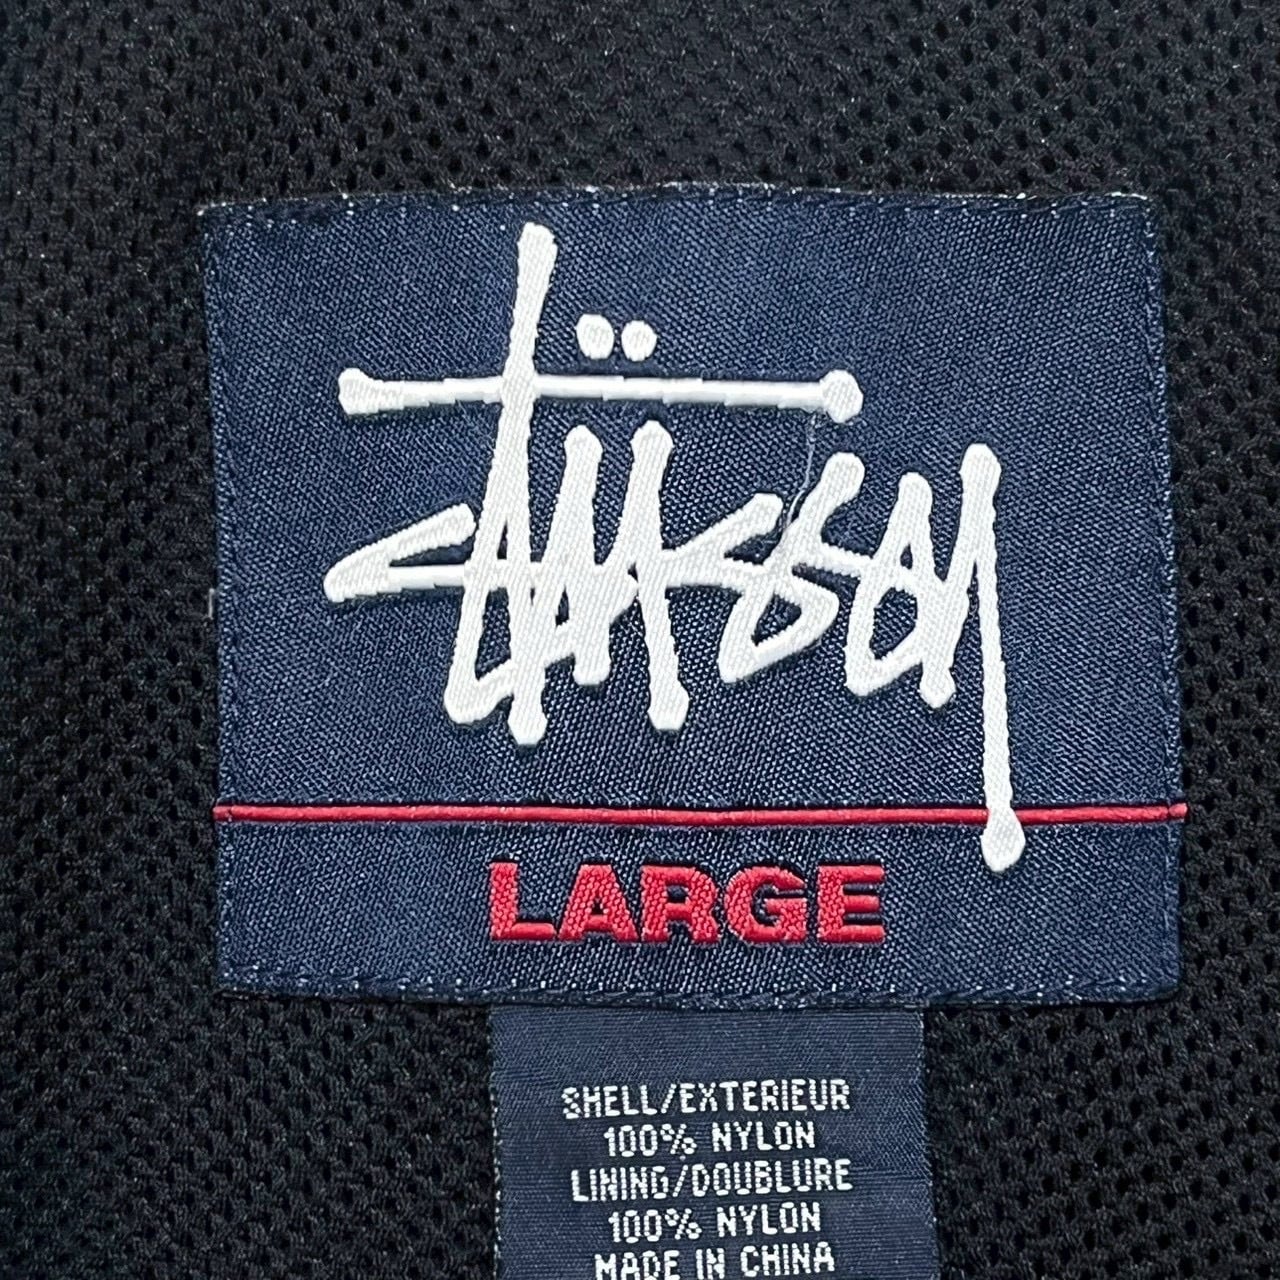 Stüssy
LARGE
SHELL/EXTERIEUR
100% NYLON
LINING/DOUBLURE
100% NYLON
MADE IN CHINA